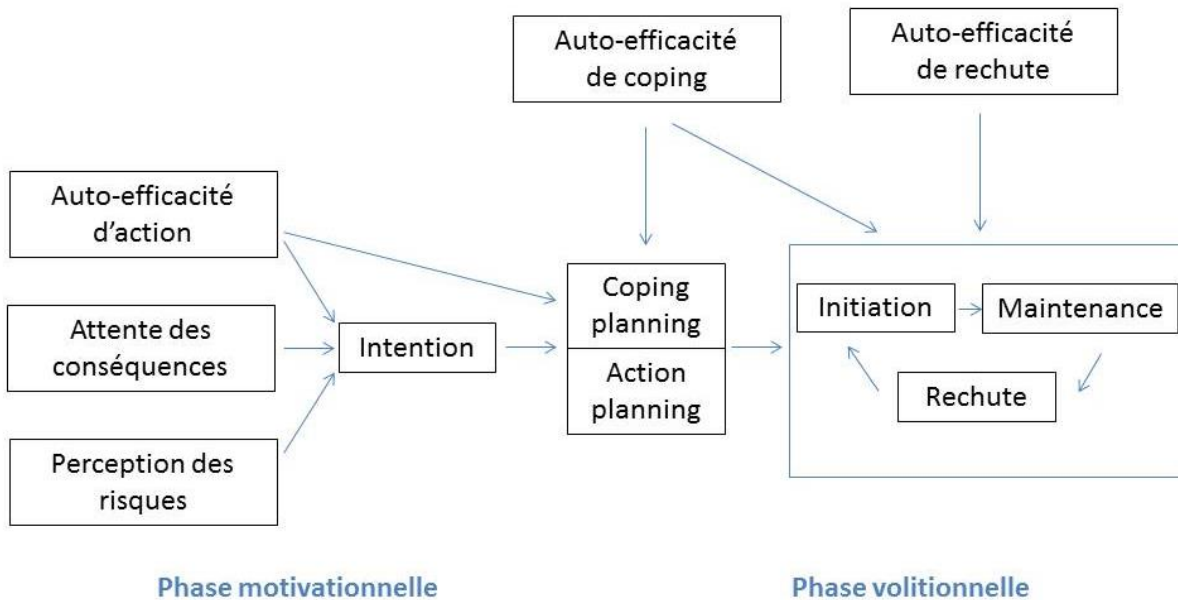 Auto-efficacité
de coping
Auto-efficacité
de rechute
Auto-efficacité
d’action
Attente des
conséquences
Perception des
risques
Intention
Coping
planning
Action
planning
Initiation
Maintenance
Rechute
Phase motivationnelle
Phase volitionnelle